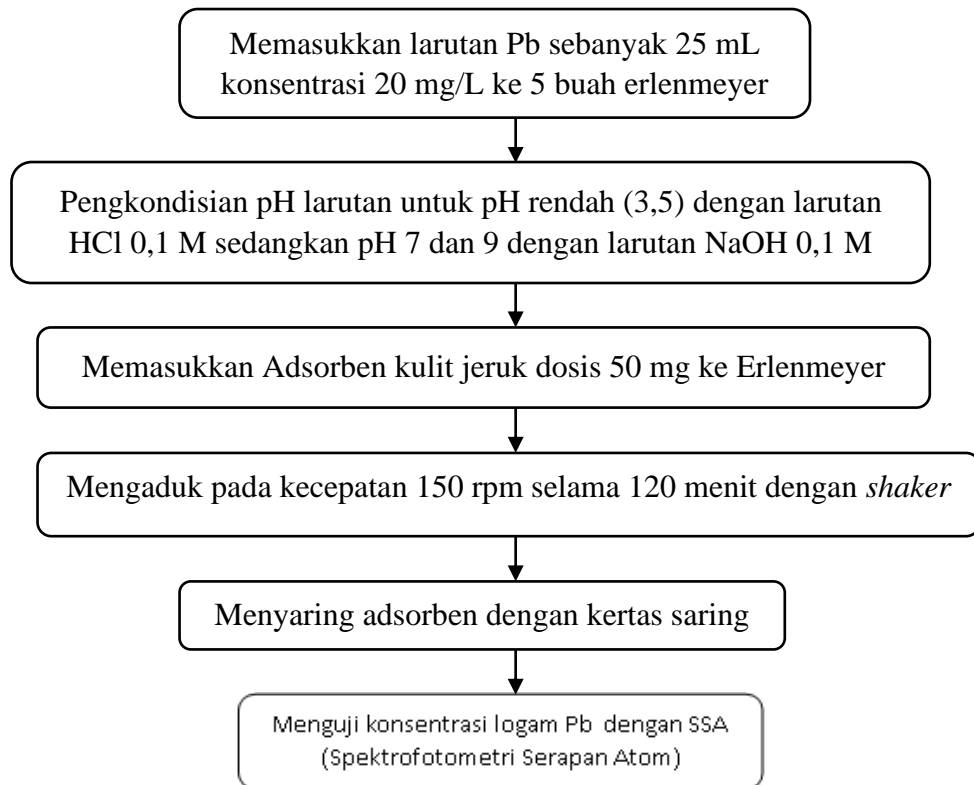 Memasukkan larutan Pb sebanyak 25 mL
konsentrasi 20 mg/L ke 5 buah erlenmeyer
Pengkondisian pH larutan untuk pH rendah (3,5) dengan larutan
HCl 0,1 M sedangkan pH 7 dan 9 dengan larutan NaOH 0,1 M
Memasukkan Adsorben kulit jeruk dosis 50 mg ke Erlenmeyer
Mengaduk pada kecepatan 150 rpm selama 120 menit dengan shaker
Menyaring adsorben dengan kertas saring
Menguji konsentrasi logam Pb dengan SSA
(Spektrofotometri Serapan Atom)